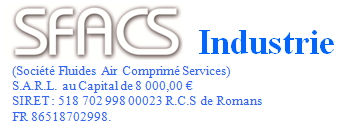 SFACS Industrie
(Société Fluides Air Comprimé Services)
S.A.R.L. au Capital de 8 000,00 €
SIRET : 518 702 998 00023 R.C.S de Romans
FR 86518702998.